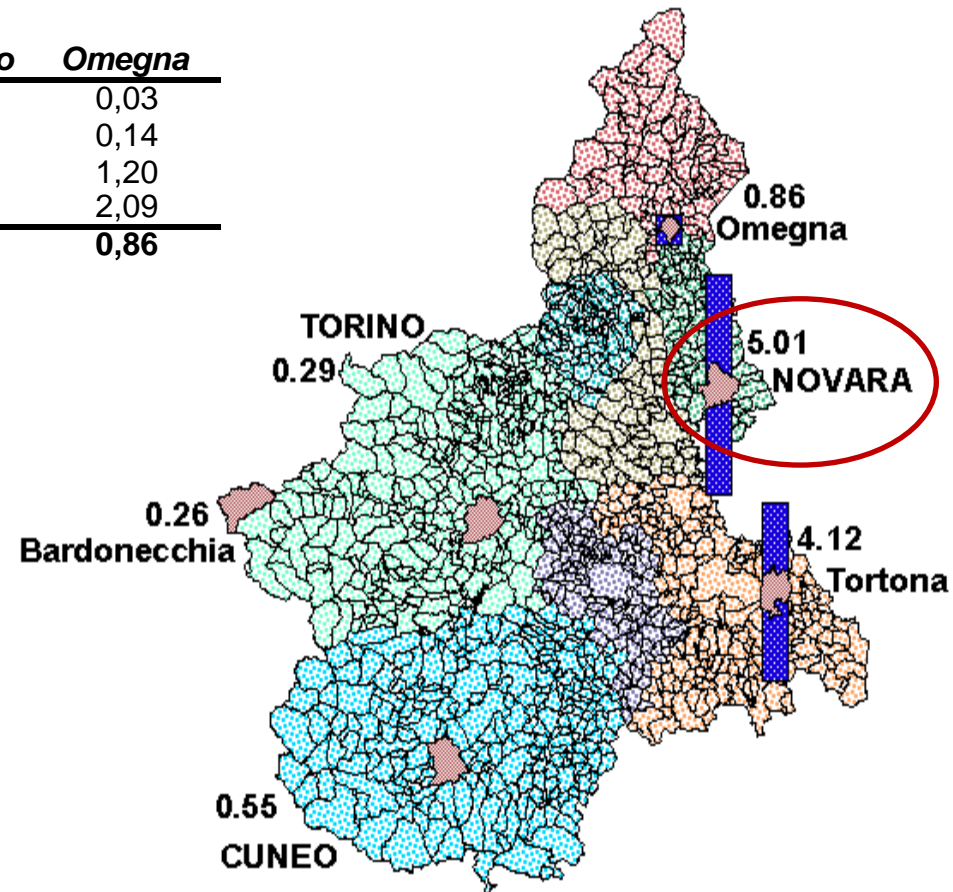 o Omegna
0,03
0,14
1,20
2,09
0,86
0.86
Omegna
TORINO
0.29
5.01
NOVARA
0.26
Bardonecchia
4.12
Tortona
0.55
CUNEO